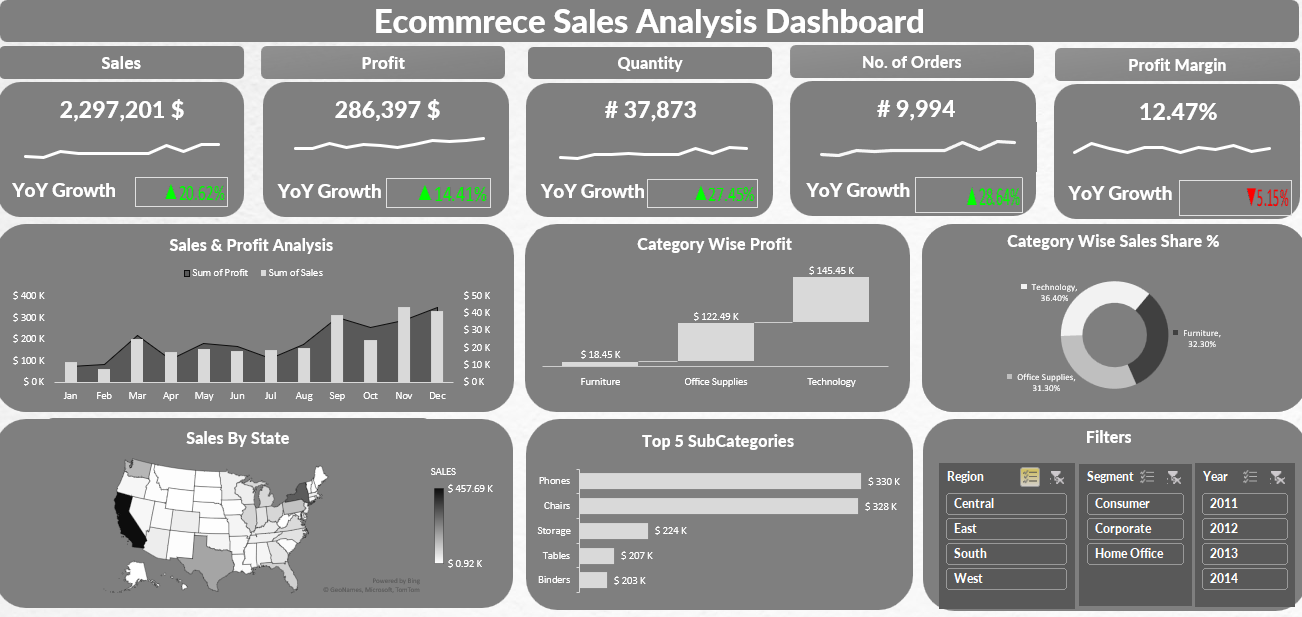 Ecommrece Sales Analysis Dashboard
Sales
Profit
Quantity
No. of Orders
Profit Margin
2,297,201 $
286,397 $
# 37,873
# 9,994
12.47%
YoY Growth ▲20.62%
YoY Growth ▲14.41%
YoY Growth ▲27.45%
YoY Growth ▲28.64%
YoY Growth ▼5.15%
Sales & Profit Analysis
Sum of Profit Sum of Sales
$ 400 K
$ 300 K
$ 200 K
$ 100 K
$ 0 K
$ 50 K
$ 40 K
$ 30 K
$ 20 K
$ 10 K
$ 0 K
Jan Feb Mar Apr May Jun Jul Aug Sep Oct Nov Dec
Category Wise Profit
$ 18.45 K
$ 122.49 K
$ 145.45 K
Furniture Office Supplies Technology
Category Wise Sales Share %
Technology,
36.40%
Furniture,
32.30%
Office Supplies,
31.30%
Sales By State
SALES
$ 457.69 K
$ 0.92 K
Powered by Bing
© GeoNames, Microsoft, TomTom
Top 5 SubCategories
Phones $ 330 K
Chairs $ 328 K
Storage $ 224 K
Tables $ 207 K
Binders $ 203 K
Filters
Region
Central
East
South
West
Segment
Consumer
Corporate
Home Office
Year
2011
2012
2013
2014